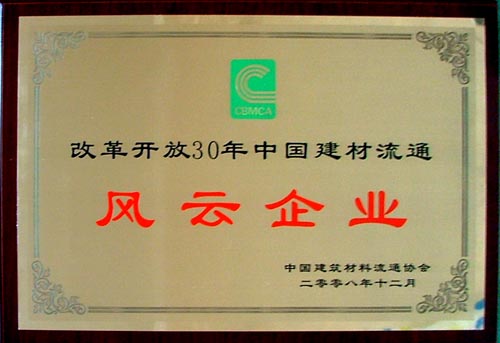 CBMCA
改革开放30年中国建材流通
风云企业
中国建筑材料流通协会
二零零八年十二月